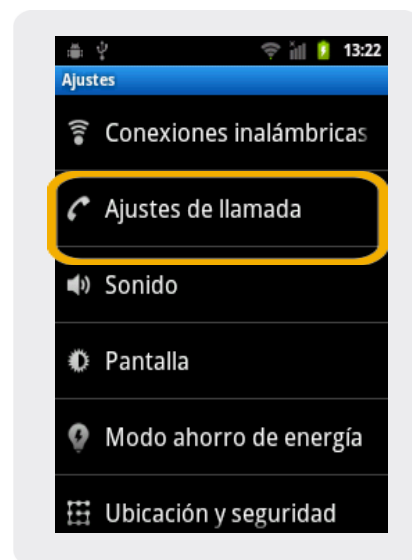 13:22
Ajustes
Conexiones inalámbricas
Ajustes de llamada
Sonido
Pantalla
Modo ahorro de energía
Ubicación y seguridad